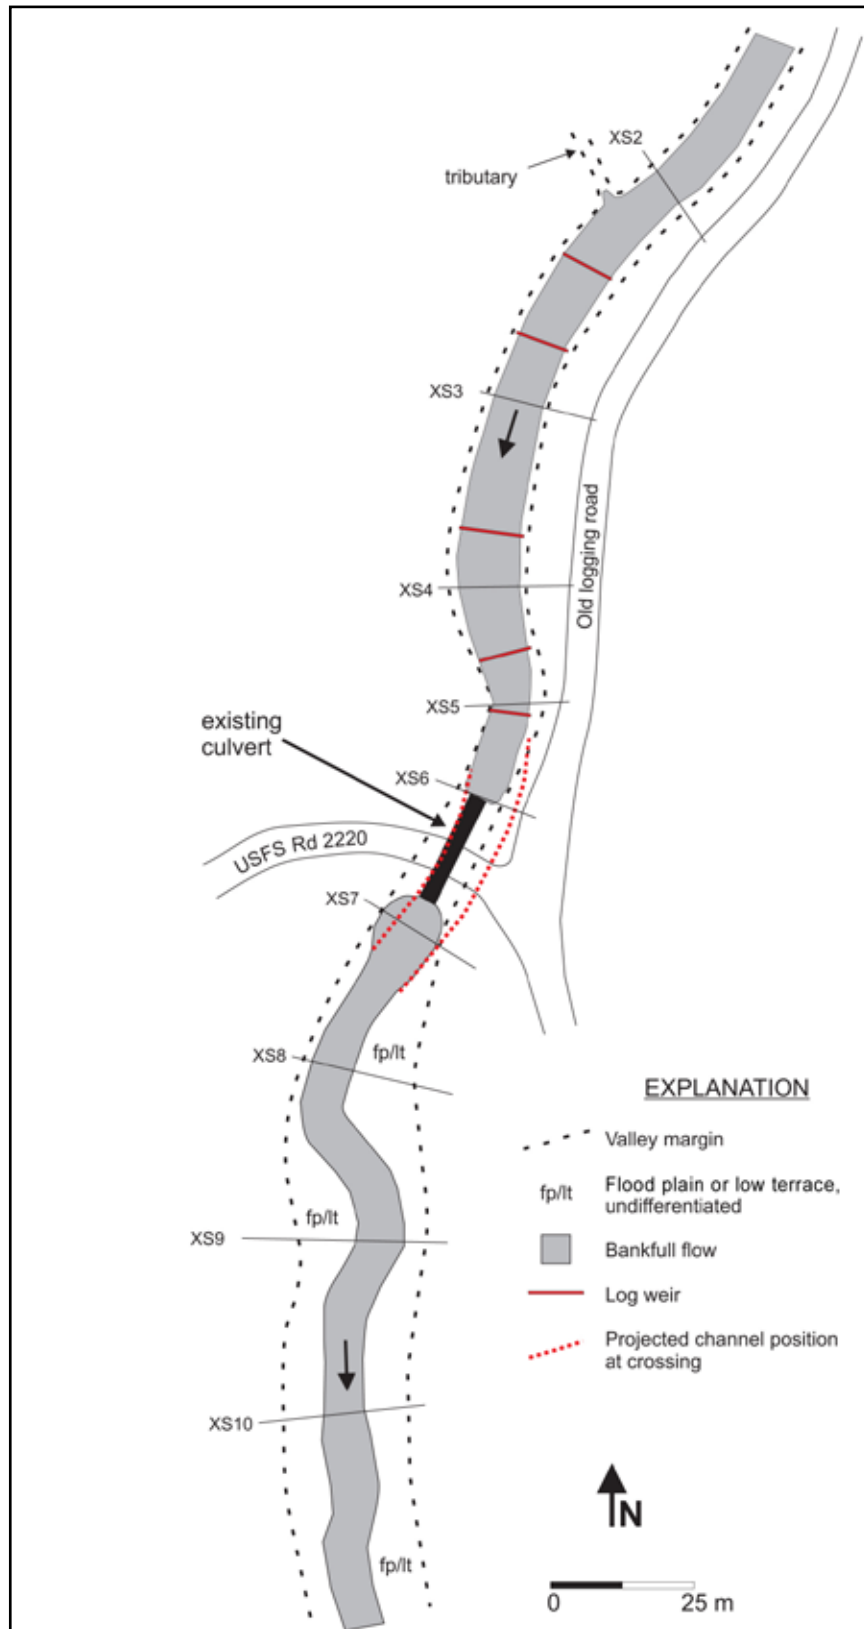 XS2
tributary
XS3
Old logging road
XS4
existing
culvert
XS5
XS6
USFS Rd 2220
XS7
XS8
fp/lt
EXPLANATION
Valley margin
fp/lt
Flood plain or low terrace,
undifferentiated
fp/lt
XS9
Bankfull flow
Log weir
Projected channel position
at crossing
XS10
N
fp/lt
0
25 m